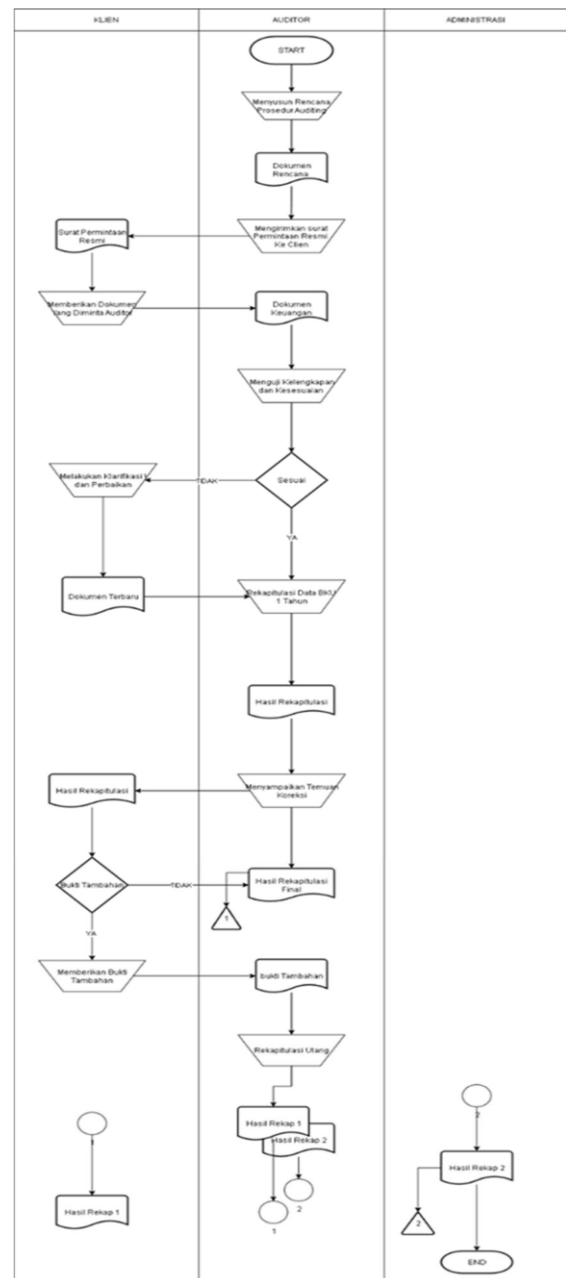 KLIEN
AUDITOR
ADMINISTRASI
START
Menyusun Rencana
Prosedur Auditing
Dokumen
Rencana
Surat Permintaan
Resmi
Mengirimkan surat
Permintaan Resmi
Ke Clien
Memberikan Dokumen
Yang Diminta Auditor
Dokumen
Keuangan
Menguji Kelengkapan
dan Kesesuaian
Melakukan Klarifikasi
dan Perbaikan
TIDAK
Sesuai
YA
Dokumen Terbaru
Rekapitulasi Data BKU
1 Tahun
Hasil Rekapitulasi
Hasil Rekapitulasi
Menyampaikan Temuan
Koreksi
Bukti Tambahan
TIDAK
Hasil Rekapitulasi
Final
1
YA
Memberikan Bukti
Tambahan
bukti Tambahan
Rekapitulasi Ulang
1
Hasil Rekap 1
Hasil Rekap 2
2
Hasil Rekap 1
1
2
Hasil Rekap 2
2
END